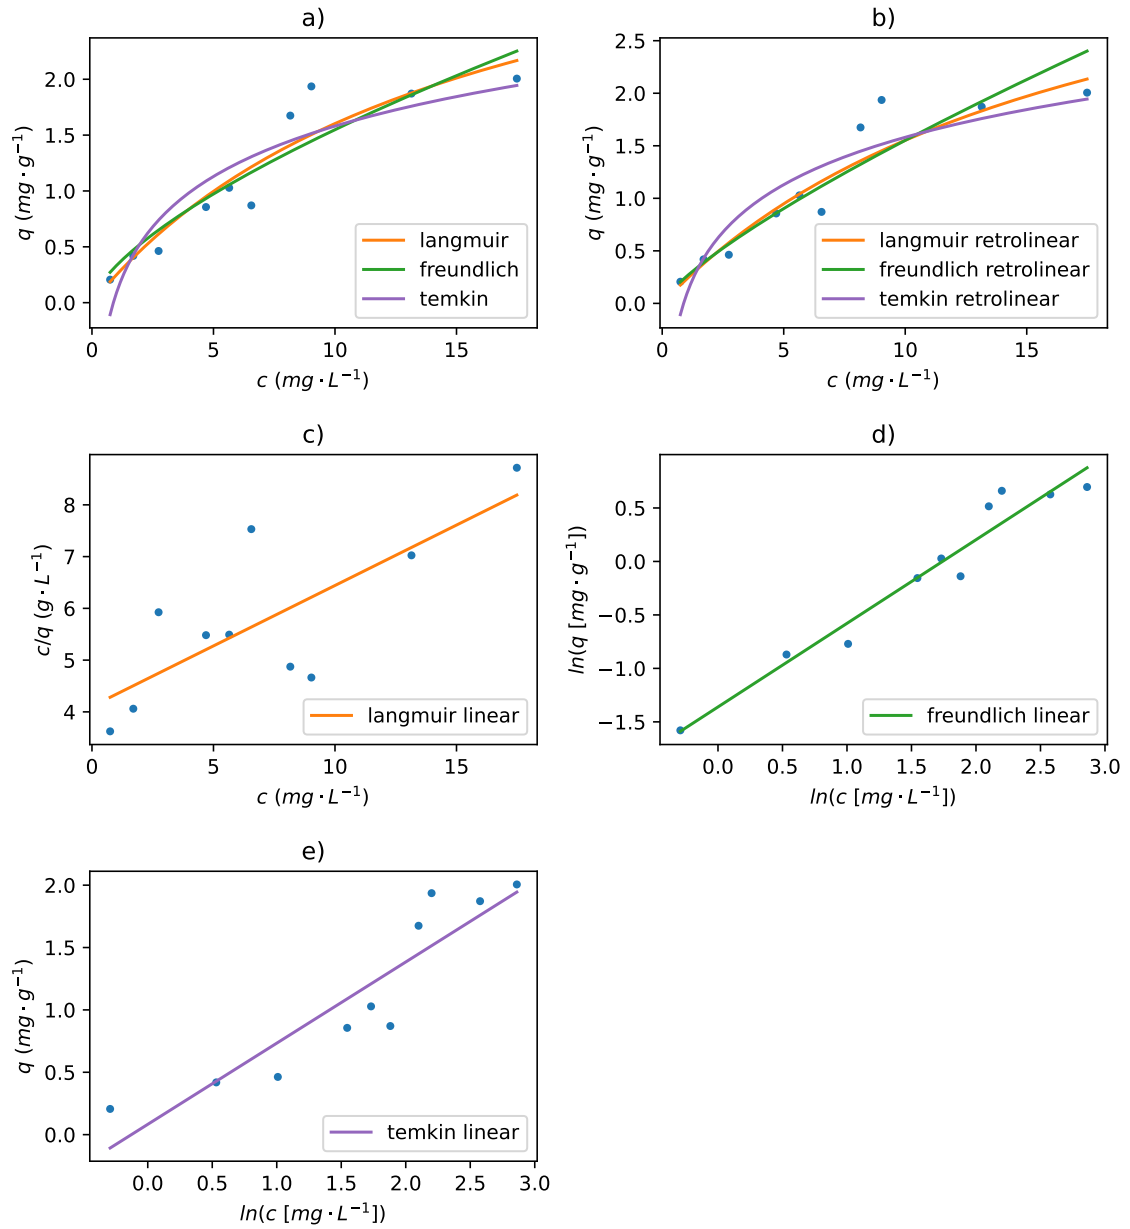 a)
2.0
1.5
1.0
0.5
0.0
q (mg · g⁻¹)
langmuir
freundlich
temkin
0 5 10 15
c (mg · L⁻¹)
b)
2.5
2.0
1.5
1.0
0.5
0.0
q (mg · g⁻¹)
langmuir retrolinear
freundlich retrolinear
temkin retrolinear
0 5 10 15
c (mg · L⁻¹)
c)
8
7
6
5
4
c/q (g · L⁻¹)
langmuir linear
0 5 10 15
c (mg · L⁻¹)
d)
0.5
0.0
−0.5
−1.0
−1.5
ln(q [mg · g⁻¹])
freundlich linear
0.0 0.5 1.0 1.5 2.0 2.5 3.0
ln(c [mg · L⁻¹])
e)
2.0
1.5
1.0
0.5
0.0
q (mg · g⁻¹)
temkin linear
0.0 0.5 1.0 1.5 2.0 2.5 3.0
ln(c [mg · L⁻¹])